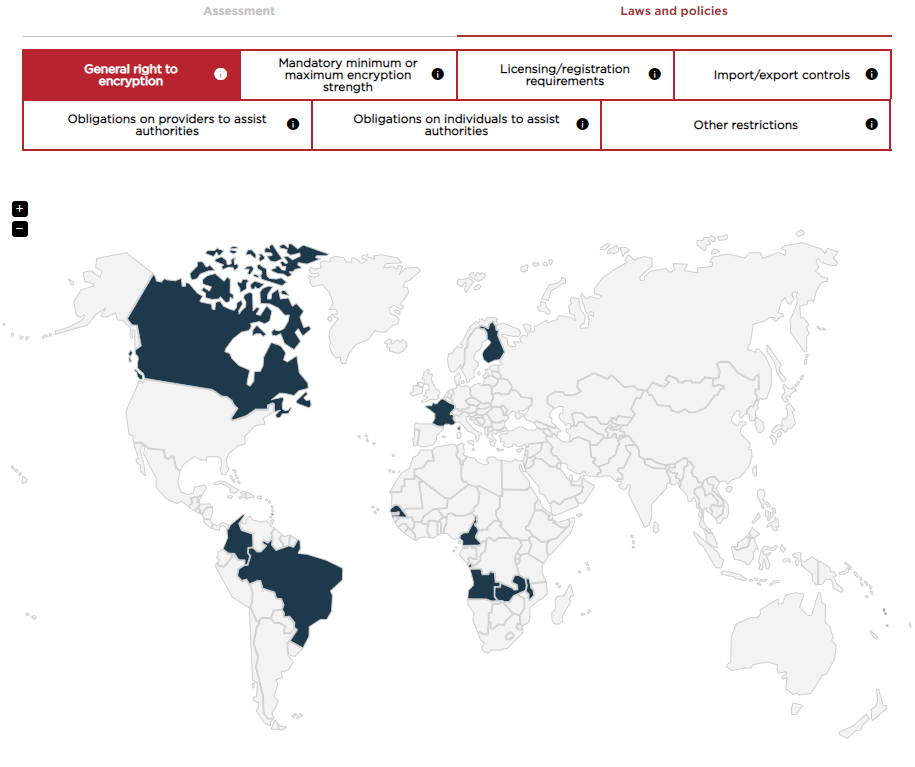 Assessment
Laws and policies
General right to
encryption
Mandatory minimum or
maximum encryption
strength
Licensing/registration
requirements
Import/export controls
Obligations on providers to assist
authorities
Obligations on individuals to assist
authorities
Other restrictions
+
−